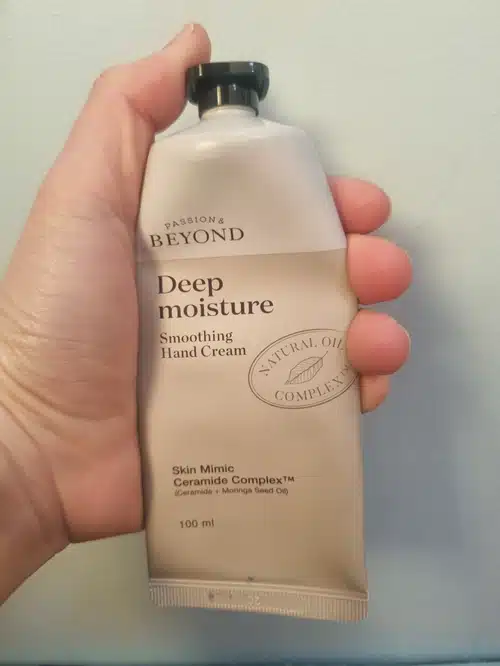 PASSION &
BEYOND
Deep
moisture
Smoothing
Hand Cream
NATURAL OIL
COMPLEX
Skin Mimic
Ceramide Complex™
(Ceramide + Moringa Seed Oil)
100 ml